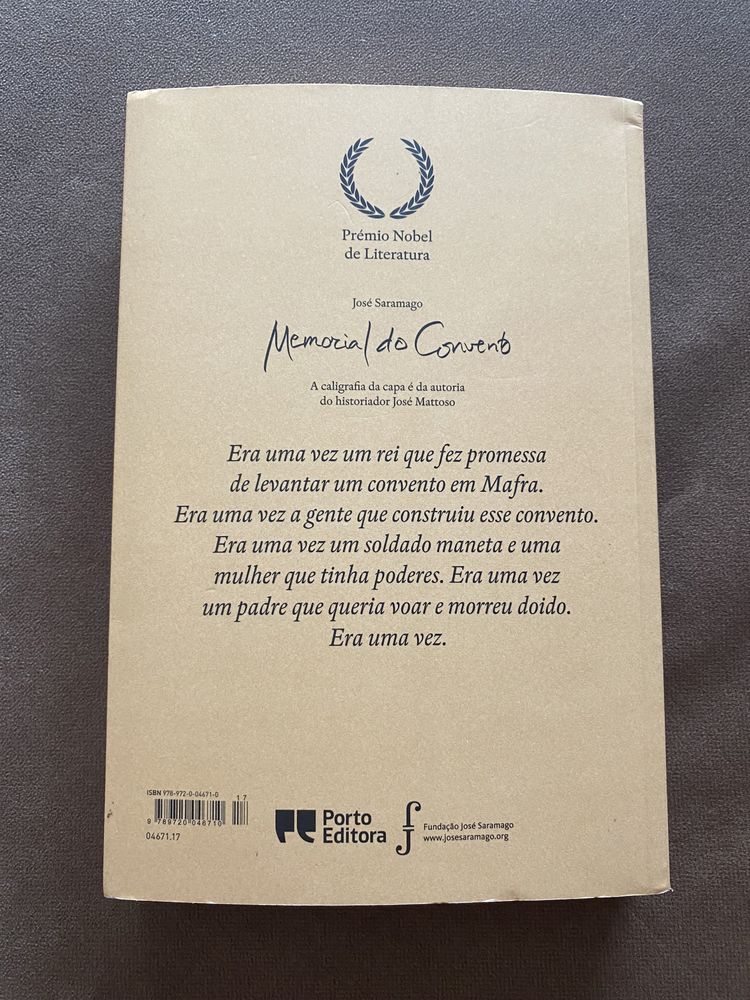 Prémio Nobel
de Literatura
José Saramago
Memorial do Convento
A caligrafia da capa é da autoria
do historiador José Mattoso
Era uma vez um rei que fez promessa
de levantar um convento em Mafra.
Era uma vez a gente que construiu esse convento.
Era uma vez um soldado maneta e uma
mulher que tinha poderes. Era uma vez
um padre que queria voar e morreu doido.
Era uma vez.
ISBN 978-972-0-04671-0
17
9 789720 046710
04671.17
Porto
Editora
Fundação José Saramago
www.josesaramago.org